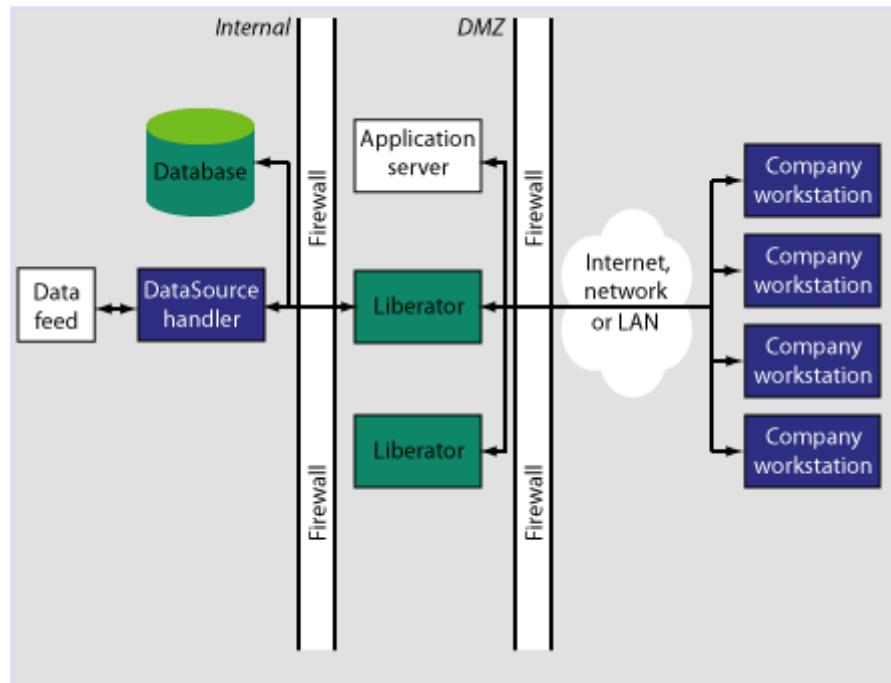 Internal
DMZ
Database
Application
server
Firewall
Firewall
Company
workstation
Data
feed
DataSource
handler
Liberator
Internet,
network
or LAN
Company
workstation
Company
workstation
Liberator
Firewall
Firewall
Company
workstation